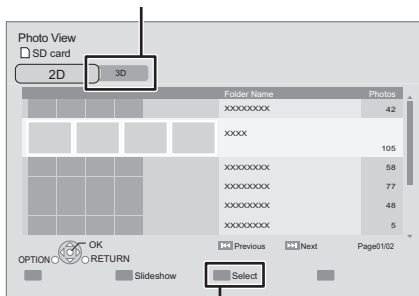 Photo View
SD card
2D 3D
Folder Name Photos
XXXXXXXX 42
XXXX
105
XXXXXXXX 58
XXXXXXXX 77
XXXXXXXX 48
XXXXXXXX 5
Previous Next Page01/02
OK
OPTION RETURN
Slideshow Select